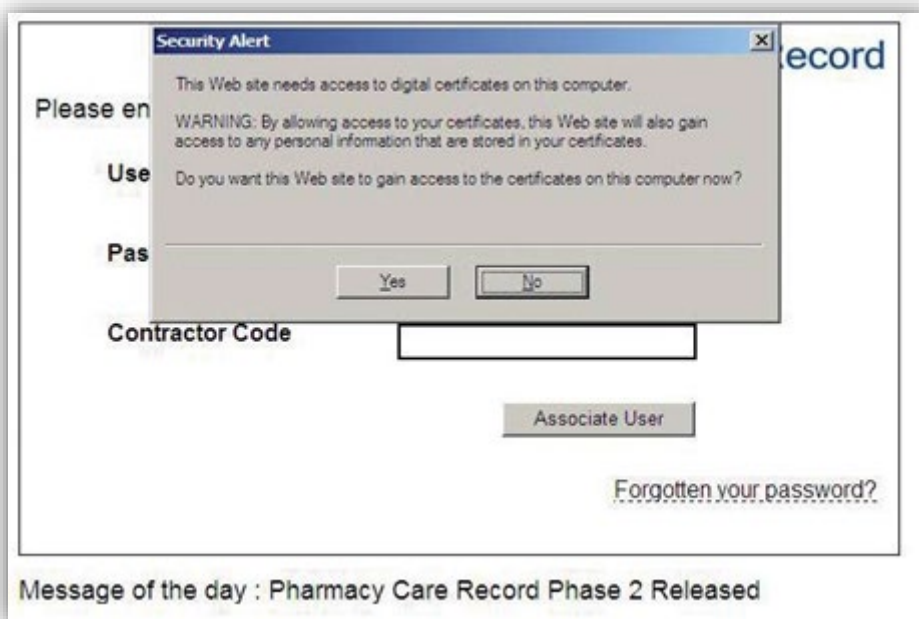 Security Alert
ecord
This Web site needs access to digital certificates on this computer.
Please en
WARNING: By allowing access to your certificates, this Web site will also gain
access to any personal information that are stored in your certificates.
Use
Do you want this Web site to gain access to the certificates on this computer now?
Pas
Yes
No
Contractor Code
Associate User
Forgotten your password?
Message of the day : Pharmacy Care Record Phase 2 Released